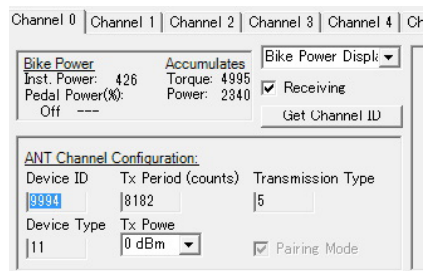 Channel 0 Channel 1 Channel 2 Channel 3 Channel 4
Bike Power Accumulates
Inst. Power: 426 Torque: 4995
Pedal Power(%): Power: 2340
Off ---
Bike Power Displa
Receiving
Get Channel ID
ANT Channel Configuration:
Device ID Tx Period (counts) Transmission Type
9994 8182 5
Device Type Tx Powe
11 0 dBm Pairing Mode